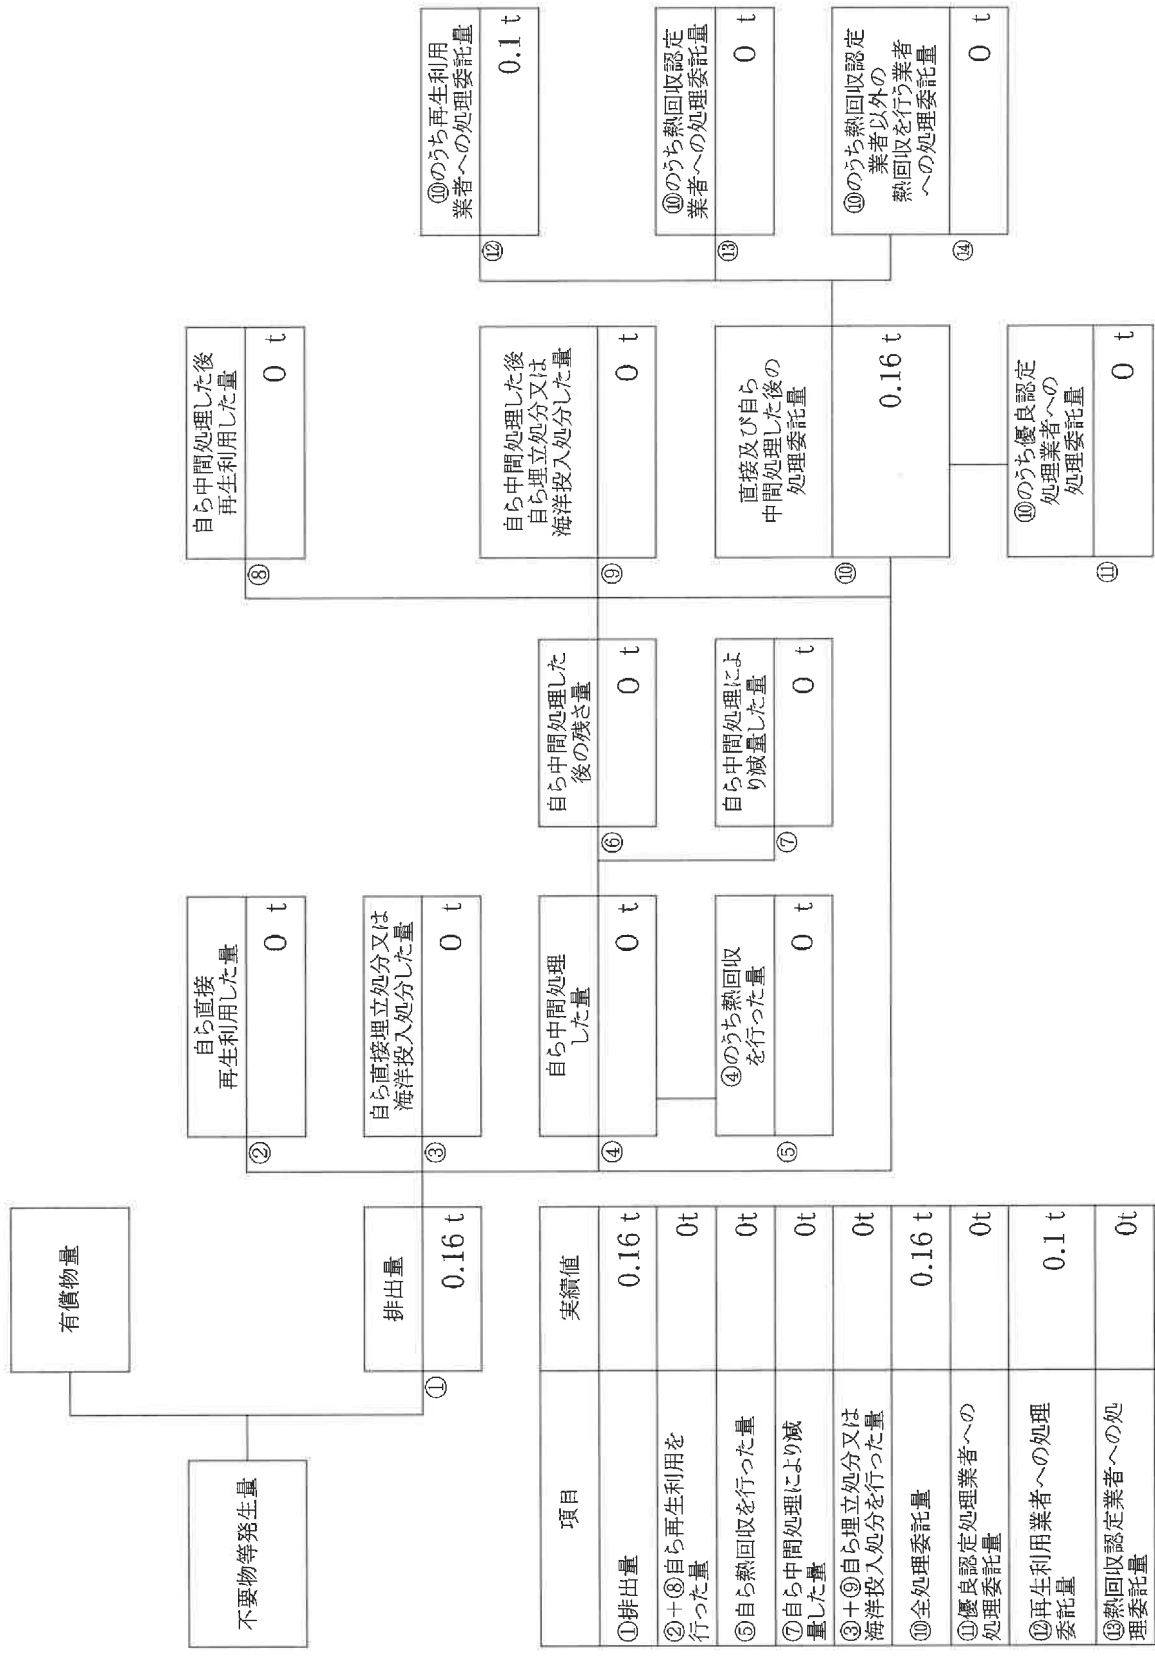 不要物等発生量
有償物量
排出量
①
0.16 t
自ら直接
再生利用した量
②
0 t
自ら直接埋立処分又は
海洋投入処分した量
③
0 t
自ら中間処理
した量
④
0 t
④のうち熱回収
を行った量
⑤
0 t
自ら中間処理した
後の残さ量
⑥
0 t
自ら中間処理によ
り減量した量
⑦
0 t
自ら中間処理した後
再生利用した量
⑧
0 t
自ら中間処理した後
自ら埋立処分又は
海洋投入処分した量
⑨
0 t
直接及び自ら
中間処理した後の
処理委託量
⑩
0.16 t
⑩のうち優良認定
処理業者への
処理委託量
⑪
0 t
⑩のうち再生利用
業者への処理委託量
⑫
0.1 t
⑩のうち熱回収認定
業者への処理委託量
⑬
0 t
⑩のうち熱回収認定
業者以外の
熱回収を行う業者
への処理委託量
⑭
0 t
項目
実績値
①排出量
0.16 t
②+⑧自ら再生利用を
行った量
0t
⑤自ら熱回収を行った量
0t
⑦自ら中間処理により減
量した量
0t
③+⑨自ら埋立処分又は
海洋投入処分を行った量
0t
⑩全処理委託量
0.16 t
⑪優良認定処理業者への
処理委託量
0t
⑫再生利用業者への処理
委託量
0.1 t
⑬熱回収認定業者への処
理委託量
0t